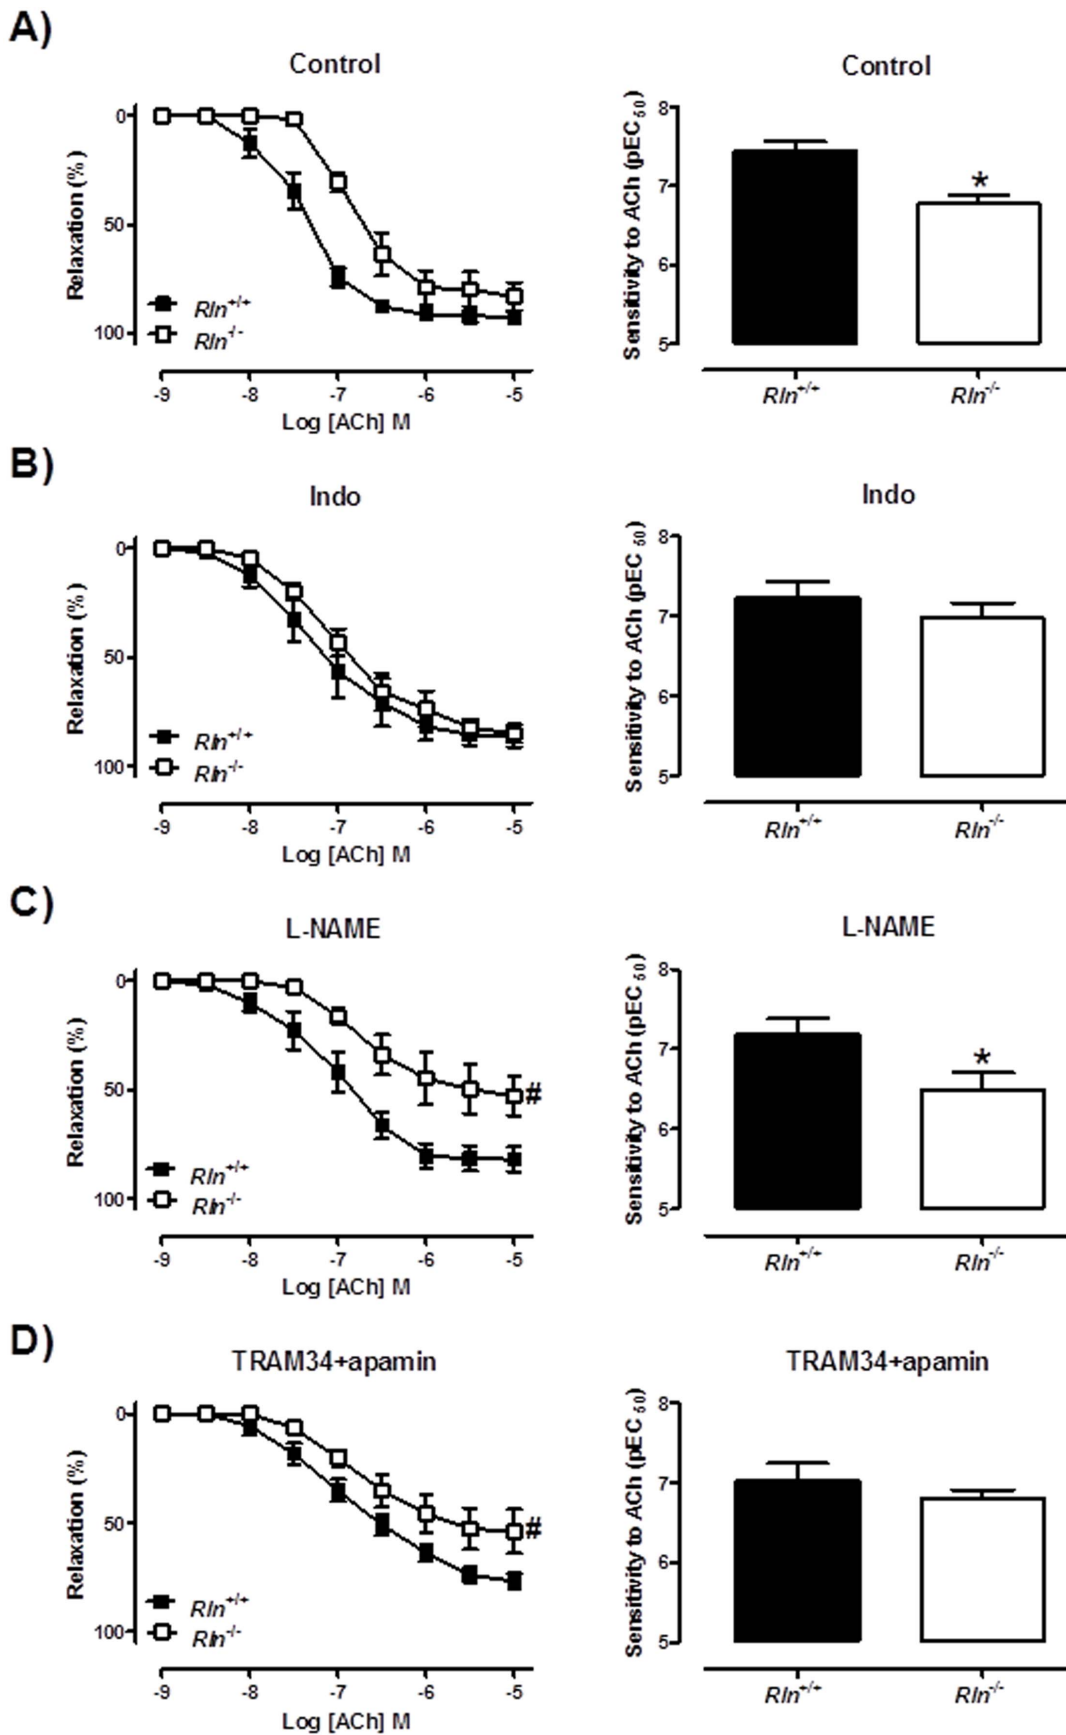 A)
Control
Relaxation (%)
0
50
100
Rln+/+
Rln-/-
-9 -8 -7 -6 -5
Log [ACh] M
Control
Sensitivity to ACh (pEC50)
8
7
6
5
*
Rln+/+ Rln-/-
B)
Indo
Relaxation (%)
0
50
100
Rln+/+
Rln-/-
-9 -8 -7 -6 -5
Log [ACh] M
Indo
Sensitivity to ACh (pEC50)
8
7
6
5
Rln+/+ Rln-/-
C)
L-NAME
Relaxation (%)
0
50
100
#
Rln+/+
Rln-/-
-9 -8 -7 -6 -5
Log [ACh] M
L-NAME
Sensitivity to ACh (pEC50)
8
7
6
5
*
Rln+/+ Rln-/-
D)
TRAM34+apamin
Relaxation (%)
0
50
100
#
Rln+/+
Rln-/-
-9 -8 -7 -6 -5
Log [ACh] M
TRAM34+apamin
Sensitivity to ACh (pEC50)
8
7
6
5
Rln+/+ Rln-/-